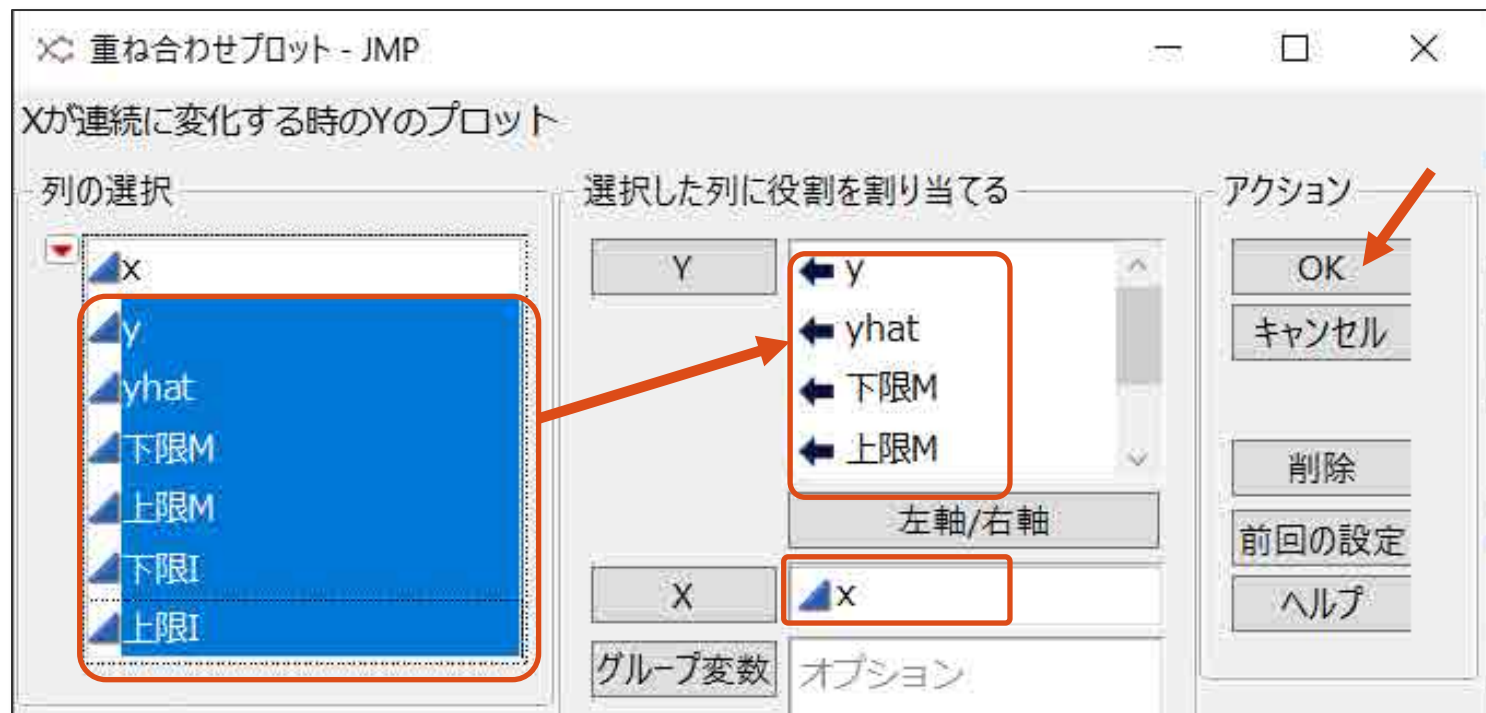 重ね合わせプロット - JMP
Xが連続に変化する時のYのプロット
列の選択
x
y
yhat
下限M
上限M
下限I
上限I
選択した列に役割を割り当てる
Y
y
yhat
下限M
上限M
左軸/右軸
X
x
グループ変数
オプション
アクション
OK
キャンセル
削除
前回の設定
ヘルプ